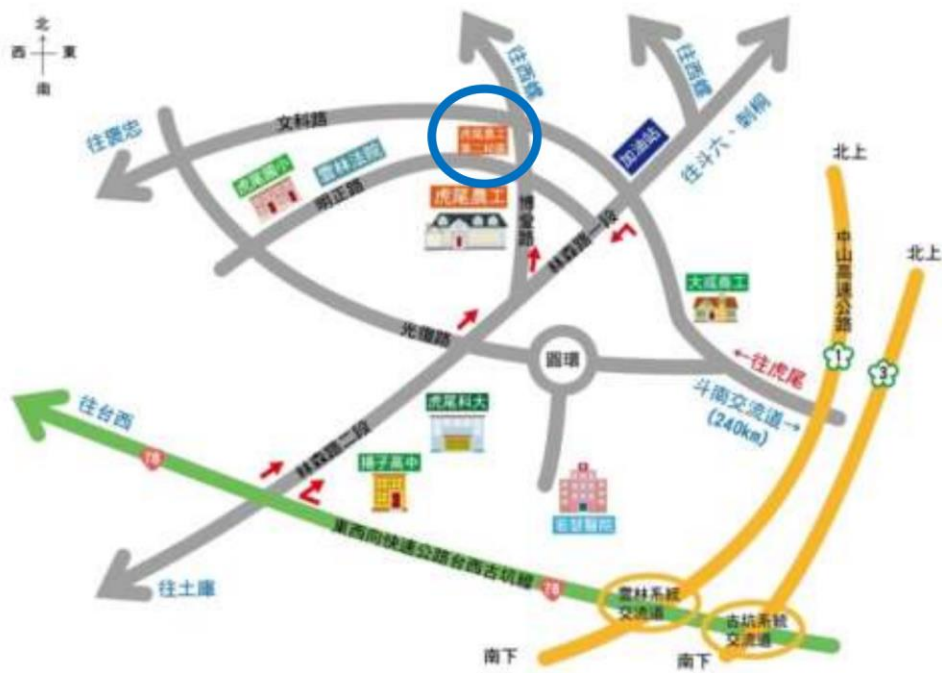 北
西 東
南
往西螺
往西螺
往斗六、莿桐
往褒忠
文科路
虎尾農工
第二校區
加油站
虎尾國小
雲林法院
明正路
虎尾農工
博愛路
林森路一段
北上
中山高速公路
北上
大成商工
光復路
圓環
←往虎尾
1
3
斗南交流道→
(240km)
往台西
78
虎尾科大
林森路二段
揚子高中
若瑟醫院
東西向快速公路台西古坑線
78
往土庫
雲林系統
交流道
古坑系統
交流道
南下
南下